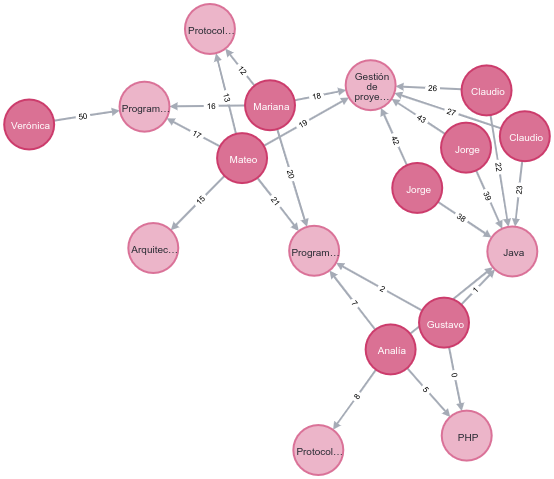 Protocol...
12
13
Gestión
de
proye...
26
Claudio
Program...
16
Mariana
18
27
50
Verónica
17
19
43
Claudio
42
Jorge
22
Mateo
20
23
Jorge
39
15
21
38
Arquitec...
Program...
Java
2
1
7
Gustavo
Analía
0
5
8
Protocol...
PHP